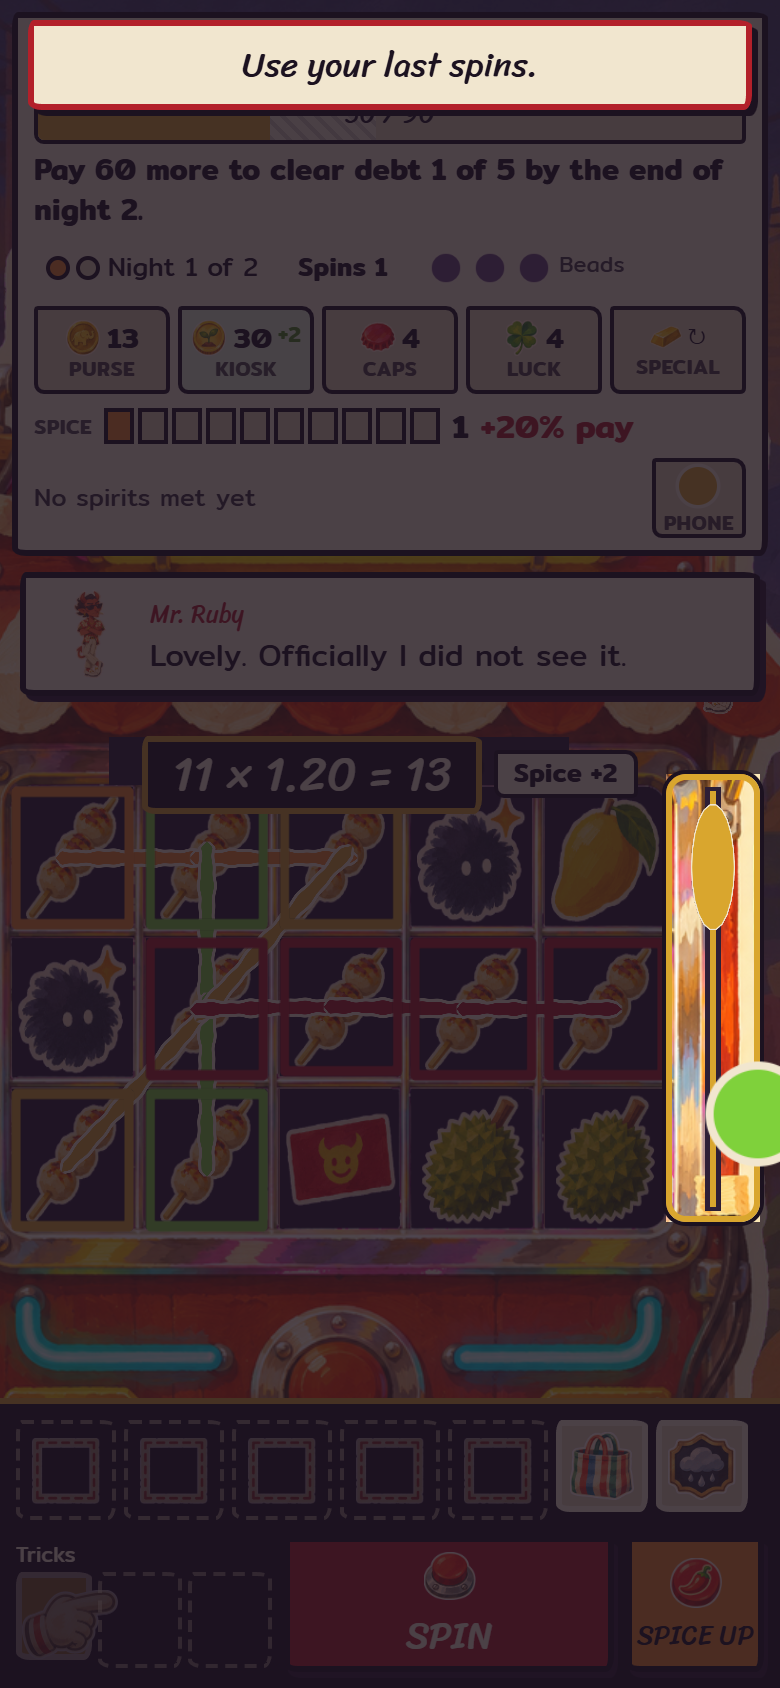 Use your last spins.
30 / 90
Pay 60 more to clear debt 1 of 5 by the end of
night 2.
Night 1 of 2 Spins 1 Beads
13 30 +2 4 4
PURSE KIOSK CAPS LUCK SPECIAL
SPICE 1 +20% pay
No spirits met yet
PHONE
Mr. Ruby
Lovely. Officially I did not see it.
11 × 1.20 = 13 Spice +2
Tricks
SPIN
SPICE UP